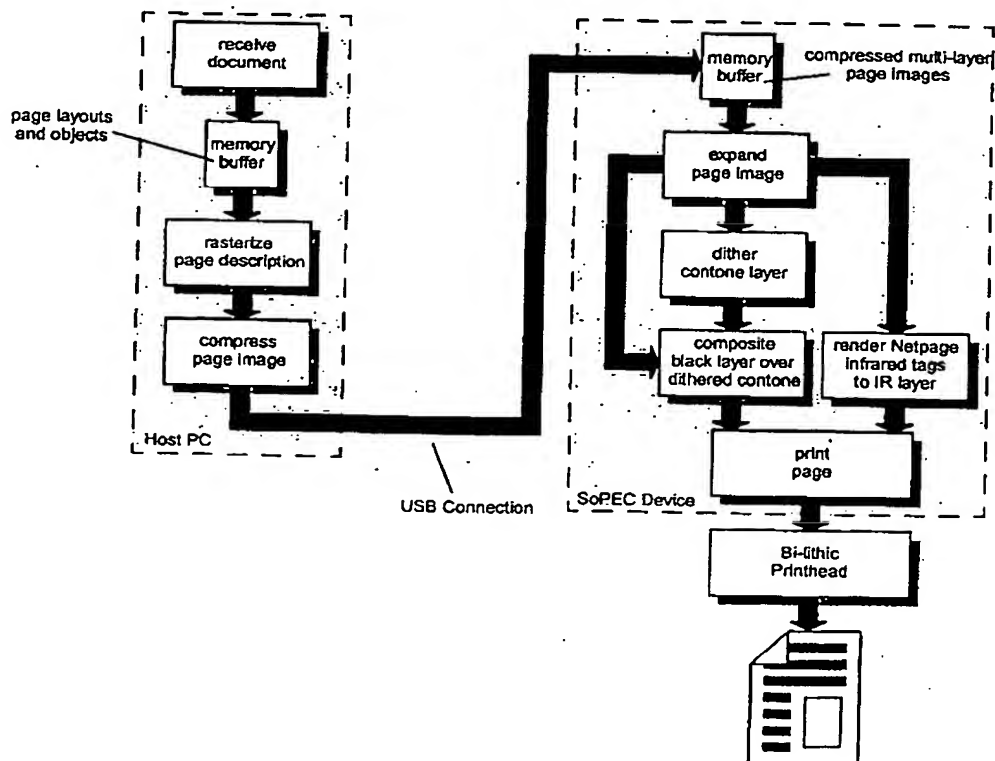 receive
document
page layouts
and objects
memory
buffer
rasterize
page description
compress
page image
Host PC
USB Connection
memory
buffer
compressed multi-layer
page images
expand
page image
dither
contone layer
composite
black layer over
dithered contone
render Netpage
infrared tags
to IR layer
print
page
SoPEC Device
Bi-lithic
Printhead